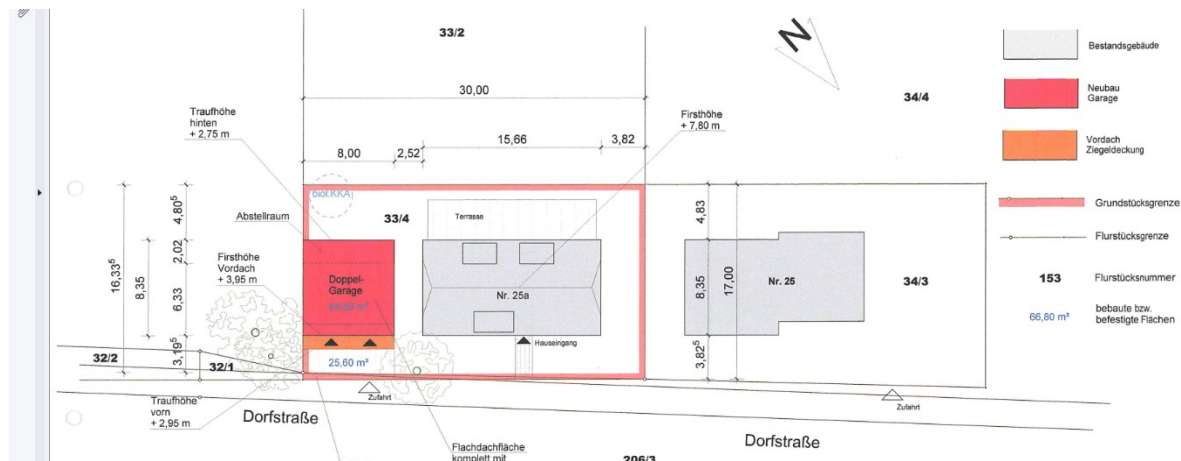 33/2
30,00
Traufhöhe
hinten
+ 2,75 m
Firsthöhe
+ 7,80 m
34/4
N
Bestandsgebäude
Neubau
Garage
Vordach
Ziegeldeckung
Grundstücksgrenze
Flurstücksgrenze
153
Flurstücksnummer
66,80 m²
bebaute bzw.
befestigte Flächen
8,00
2,52
15,66
3,82
biol.KKA
33/4
Terrasse
Abstellraum
Firsthöhe
Vordach
+ 3,95 m
16,33⁵
8,35
4,80⁵
2,02
6,33
3,19⁵
Doppel-
Garage
Nr. 25a
Hauseingang
25,60 m²
4,83
8,35
17,00
3,82⁵
Nr. 25
34/3
32/2
32/1
Traufhöhe
vorn
+ 2,95 m
Dorfstraße
Zufahrt
Zufahrt
Flachdachfläche
komplett mit
Dorfstraße
206/3